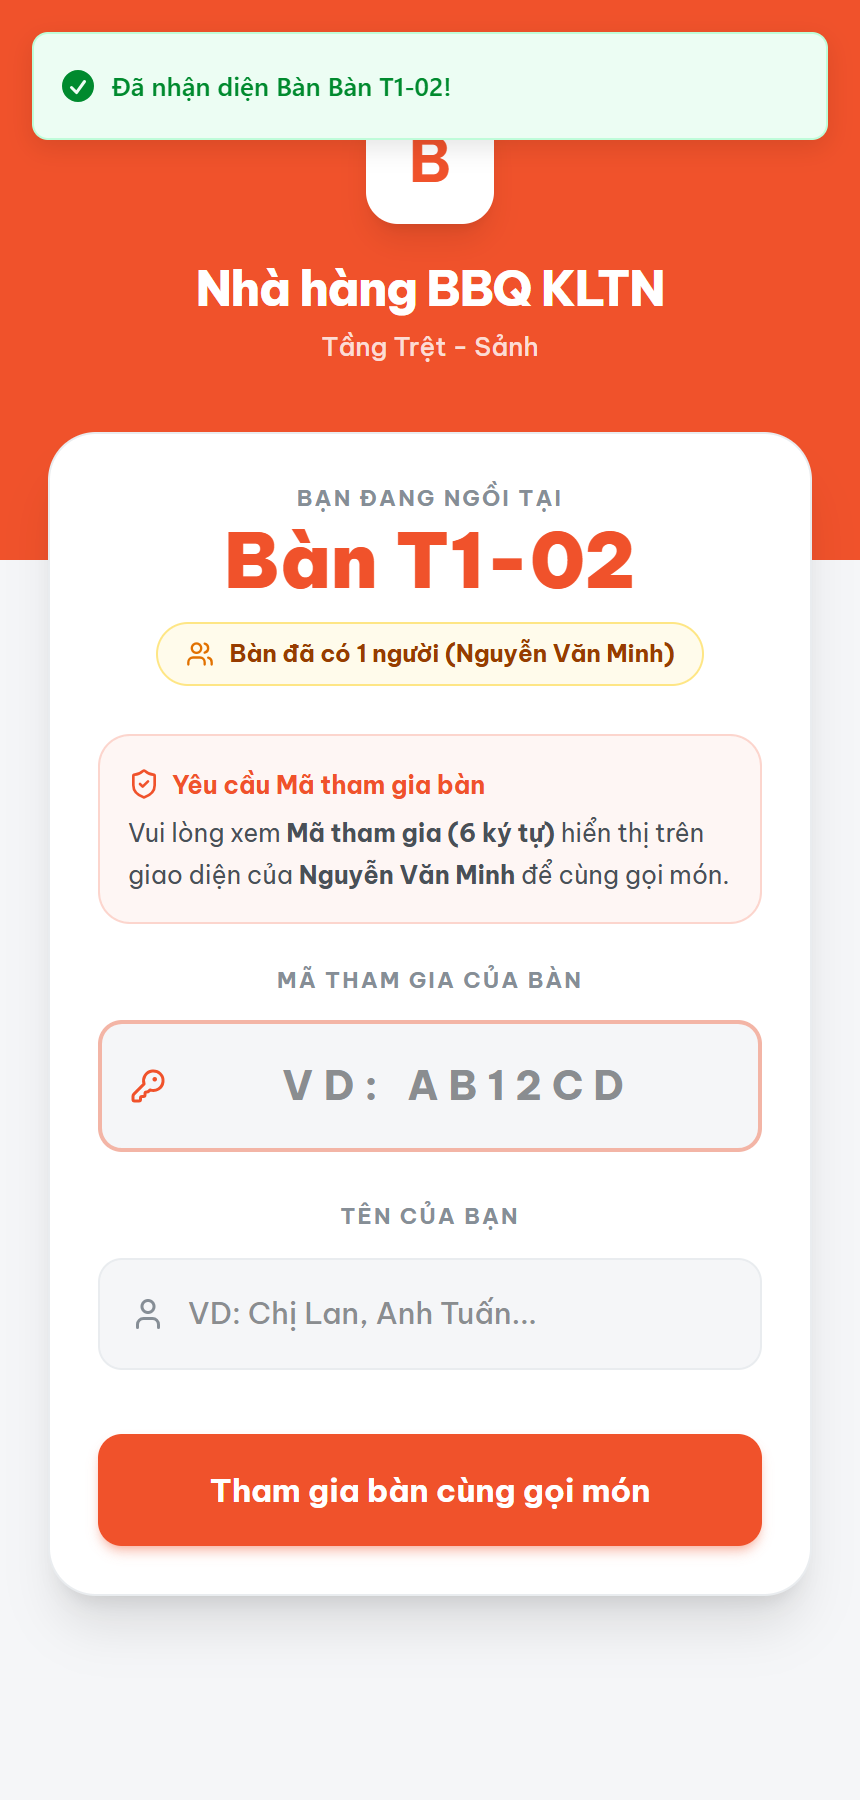 Đã nhận diện Bàn Bàn T1-02!
B
Nhà hàng BBQ KLTN
Tầng Trệt - Sảnh
BẠN ĐANG NGỒI TẠI
Bàn T1-02
Bàn đã có 1 người (Nguyễn Văn Minh)
Yêu cầu Mã tham gia bàn
Vui lòng xem Mã tham gia (6 ký tự) hiển thị trên
giao diện của Nguyễn Văn Minh để cùng gọi món.
MÃ THAM GIA CỦA BÀN
VD: AB12CD
TÊN CỦA BẠN
VD: Chị Lan, Anh Tuấn...
Tham gia bàn cùng gọi món